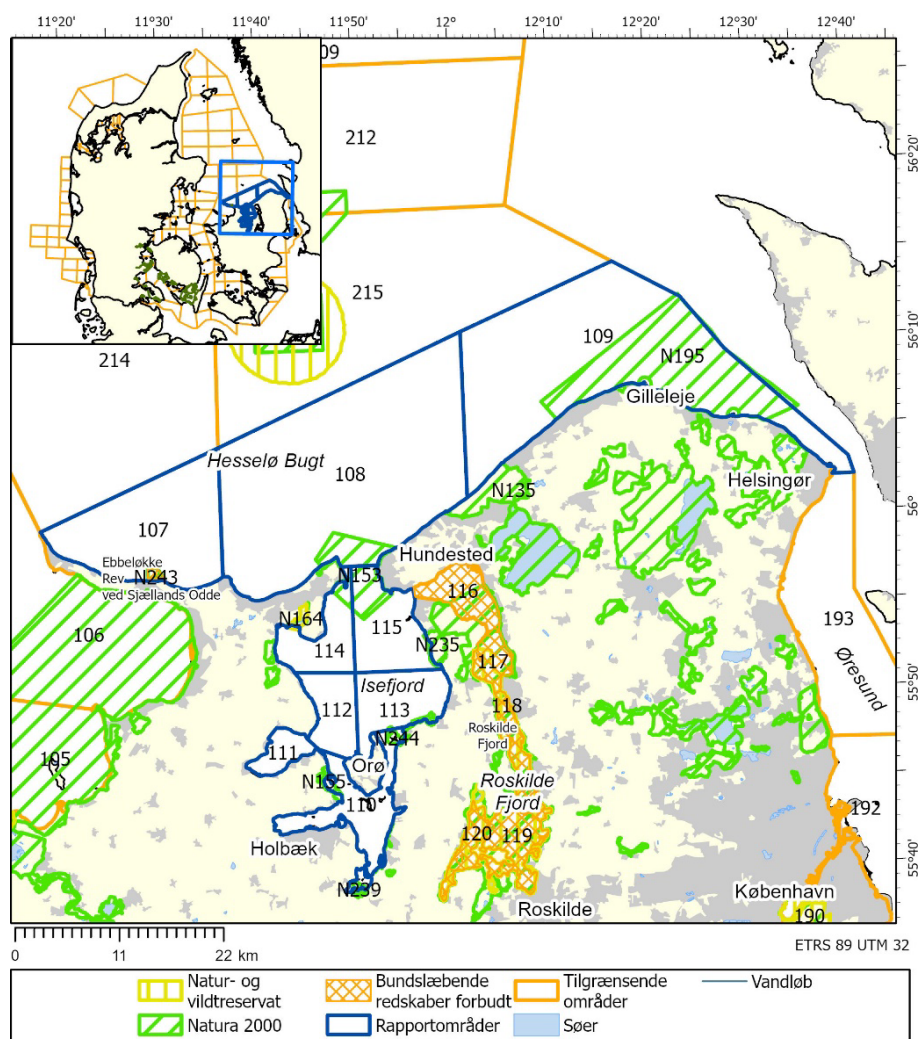 11°20' 11°30' 11°40' 11°50' 12° 12°10' 12°20' 12°30' 12°40'
09
212
56°20'
215
214
109
N195
56°10'
Gilleleje
Hesselø Bugt
108
Helsingør
N135
56°
107
Ebbeløkke
Rev
ved Sjællands Odde
N243
Hundested
N153
116
N164
115
106
114
N235
193
117
Øresund
Isefjord
55°50'
112
113
118
Roskilde
Fjord
N244
111
105
Orø
Roskilde
Fjord
N155
110
192
Holbæk
120
119
55°40'
N239
København
Roskilde
190
0 11 22 km
ETRS 89 UTM 32
Natur- og
vildtreservat
Bundslæbende
redskaber forbudt
Tilgrænsende
områder
Vandløb
Natura 2000
Rapportområder
Søer